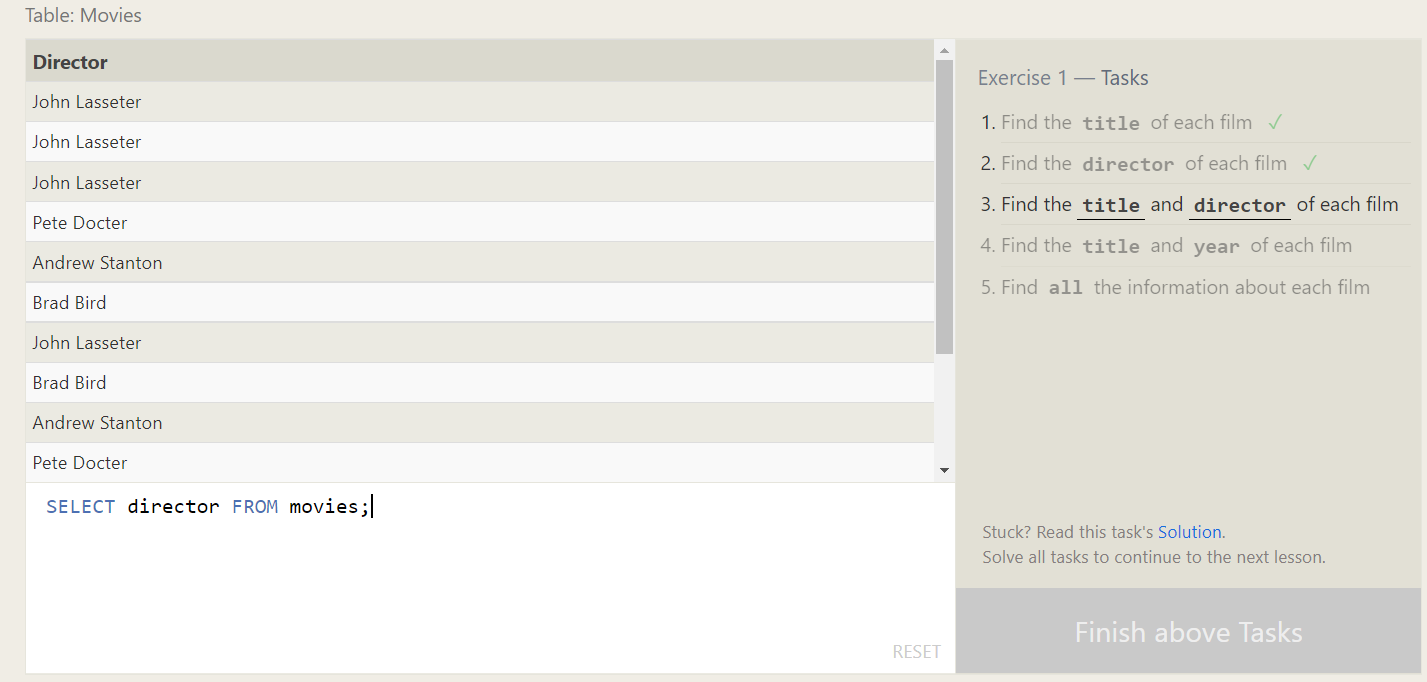 Table: Movies
Director
John Lasseter
John Lasseter
John Lasseter
Pete Docter
Andrew Stanton
Brad Bird
John Lasseter
Brad Bird
Andrew Stanton
Pete Docter
SELECT director FROM movies;
RESET
Exercise 1 — Tasks
1. Find the title of each film ✓
2. Find the director of each film ✓
3. Find the title and director of each film
4. Find the title and year of each film
5. Find all the information about each film
Stuck? Read this task's Solution.
Solve all tasks to continue to the next lesson.
Finish above Tasks